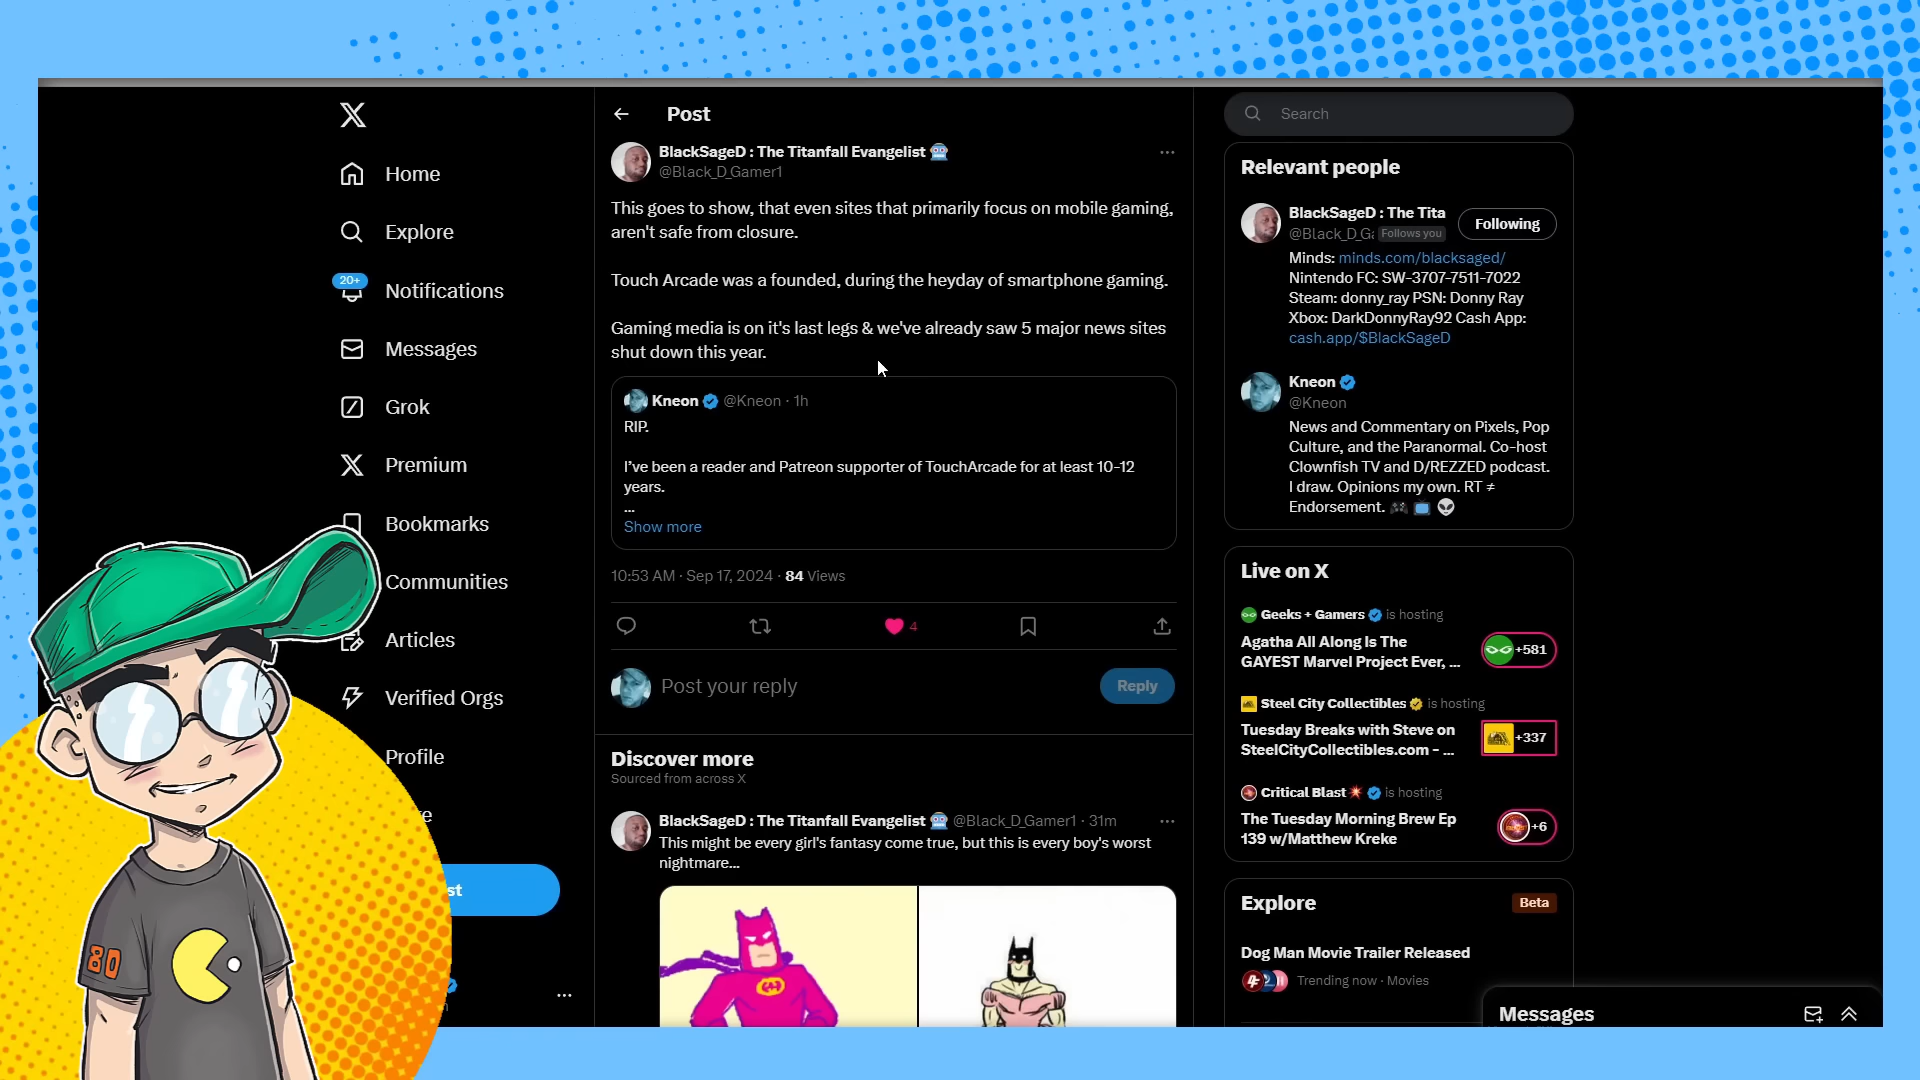 Home
Explore
20+
Notifications
Messages
Grok
Premium
Bookmarks
Communities
Articles
Verified Orgs
Profile
80
Post
BlackSageD : The Titanfall Evangelist
@Black_D_Gamer1
This goes to show, that even sites that primarily focus on mobile gaming,
aren't safe from closure.
Touch Arcade was a founded, during the heyday of smartphone gaming.
Gaming media is on it's last legs & we've already saw 5 major news sites
shut down this year.
Kneon @Kneon · 1h
RIP.
I've been a reader and Patreon supporter of TouchArcade for at least 10-12
years.
...
Show more
10:53 AM · Sep 17, 2024 · 84 Views
4
Post your reply
Reply
Discover more
Sourced from across X
BlackSageD : The Titanfall Evangelist @Black_D_Gamer1 · 31m
This might be every girl's fantasy come true, but this is every boy's worst
nightmare...
Search
Relevant people
BlackSageD : The Tita
@Black_D_Ga Follows you
Following
Minds: minds.com/blacksaged/
Nintendo FC: SW-3707-7511-7022
Steam: donny_ray PSN: Donny Ray
Xbox: DarkDonnyRay92 Cash App:
cash.app/$BlackSageD
Kneon
@Kneon
News and Commentary on Pixels, Pop
Culture, and the Paranormal. Co-host
Clownfish TV and D/REZZED podcast.
I draw. Opinions my own. RT ≠
Endorsement.
Live on X
Geeks + Gamers is hosting
Agatha All Along Is The
GAYEST Marvel Project Ever, ...
+581
Steel City Collectibles is hosting
Tuesday Breaks with Steve on
SteelCityCollectibles.com - ...
+337
Critical Blast is hosting
The Tuesday Morning Brew Ep
139 w/Matthew Kreke
+6
Explore
Beta
Dog Man Movie Trailer Released
Trending now · Movies
Messages